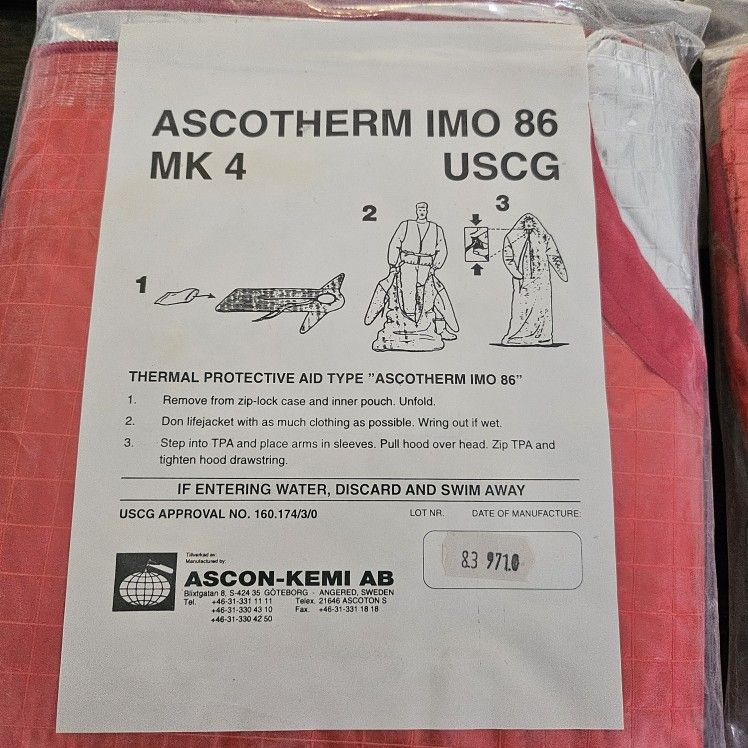 ASCOTHERM IMO 86
MK 4 USCG
1
2
3
THERMAL PROTECTIVE AID TYPE "ASCOTHERM IMO 86"
1. Remove from zip-lock case and inner pouch. Unfold.
2. Don lifejacket with as much clothing as possible. Wring out if wet.
3. Step into TPA and place arms in sleeves. Pull hood over head. Zip TPA and
tighten hood drawstring.
IF ENTERING WATER, DISCARD AND SWIM AWAY
USCG APPROVAL NO. 160.174/3/0 LOT NR. DATE OF MANUFACTURE:
83 9710
Tillverkad av:
Manufactured by:
ASCON-KEMI AB
Blixtgatan 8, S-424 35 GÖTEBORG - ANGERED, SWEDEN
Tel. +46-31-331 11 11 Telex. 21646 ASCOTON S
+46-31-330 43 10 Fax. +46-31-331 18 18
+46-31-330 42 50